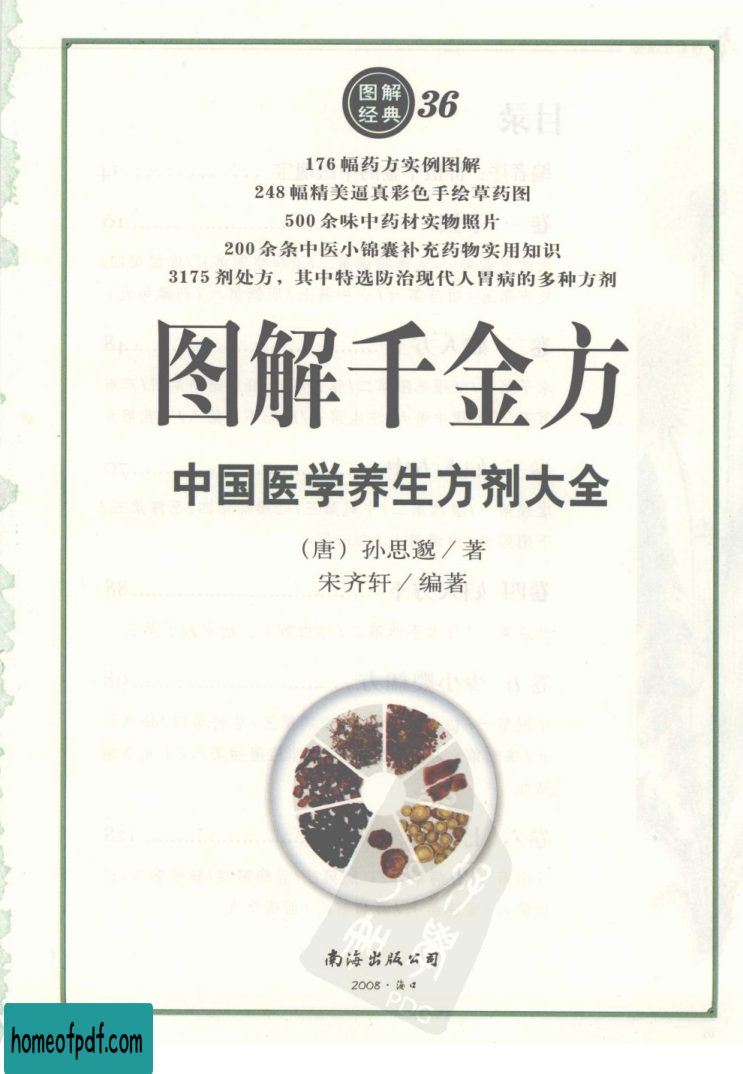 图解
经典
36
176幅药方实例图解
248幅精美逼真彩色手绘草药图
500余味中药材实物照片
200余条中医小锦囊补充药物实用知识
3175剂处方，其中特选防治现代人胃病的多种方剂
图解千金方
中国医学养生方剂大全
（唐）孙思邈／著
宋齐轩／编著
南海出版公司
2008·海口
PDG
homeofpdf.com